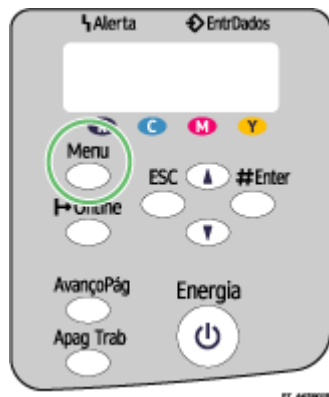 Alerta EntrDados
C M Y
Menu
ESC #Enter
Online
AvançoPág Energia
Apag Trab